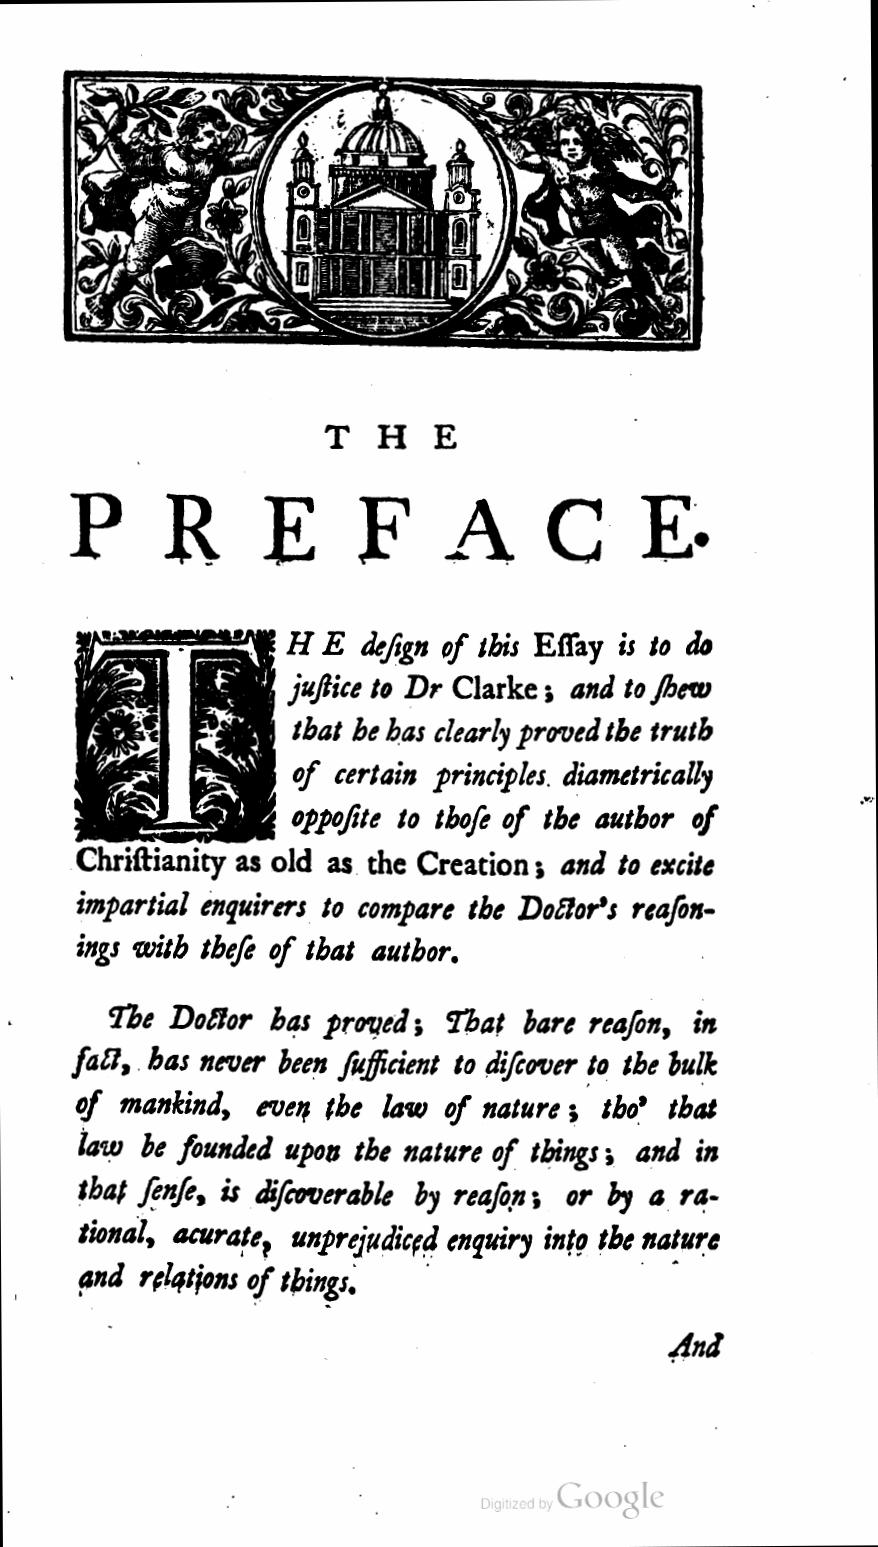 THE
PREFACE.
THE deſign of this Eſſay is to do
juſtice to Dr Clarke; and to ſhew
that he has clearly proved the truth
of certain principles. diametrically
oppoſite to thoſe of the author of
Chriſtianity as old as the Creation; and to excite
impartial enquirers to compare the Doctor's reaſon-
ings with theſe of that author.
The Doctor has proved; That bare reaſon, in
fact, has never been ſufficient to diſcover to the bulk
of mankind, even the law of nature; tho' that
law be founded upon the nature of things; and in
that ſenſe, is diſcoverable by reaſon; or by a ra-
tional, acurate, unprejudiced enquiry into the nature
and relations of things.
And
Digitized by Google